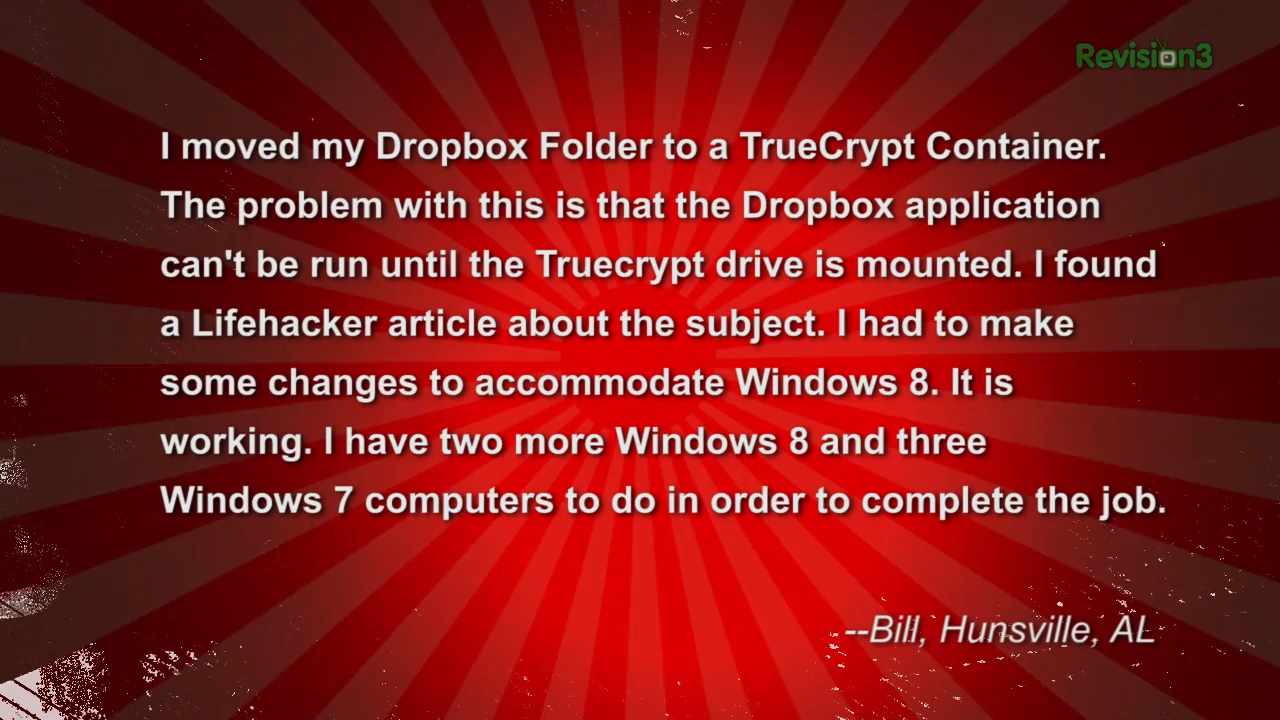 Revision3
I moved my Dropbox Folder to a TrueCrypt Container.
The problem with this is that the Dropbox application
can't be run until the Truecrypt drive is mounted. I found
a Lifehacker article about the subject. I had to make
some changes to accommodate Windows 8. It is
working. I have two more Windows 8 and three
Windows 7 computers to do in order to complete the job.
--Bill, Hunsville, AL